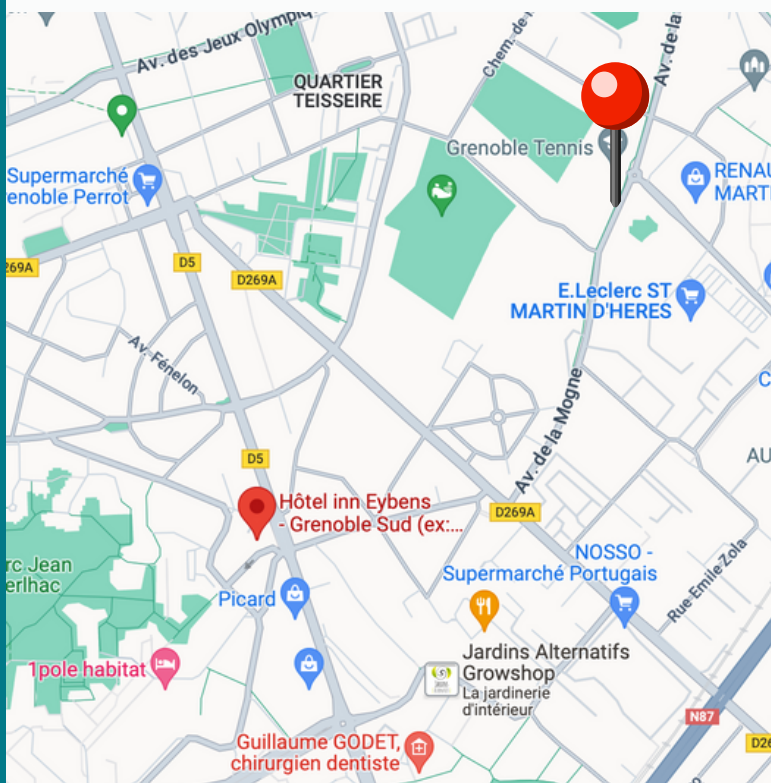 Av. des Jeux Olympiq
Chem. de l
Av. de la
QUARTIER
TEISSEIRE
Grenoble Tennis
Supermarché
enoble Perrot
RENAU
MARTI
269A
D5
D269A
E.Leclerc ST
MARTIN D'HERES
Av. Fénelon
Av. de la Mogne
C
AU
D5
Hôtel inn Eybens
- Grenoble Sud (ex:...
D269A
NOSSO -
Supermarché Portugais
Rue Emile Zola
rc Jean
erlhac
Picard
1pole habitat
Jardins Alternatifs
Growshop
La jardinerie
d'intérieur
N87
Guillaume GODET,
chirurgien dentiste
D26